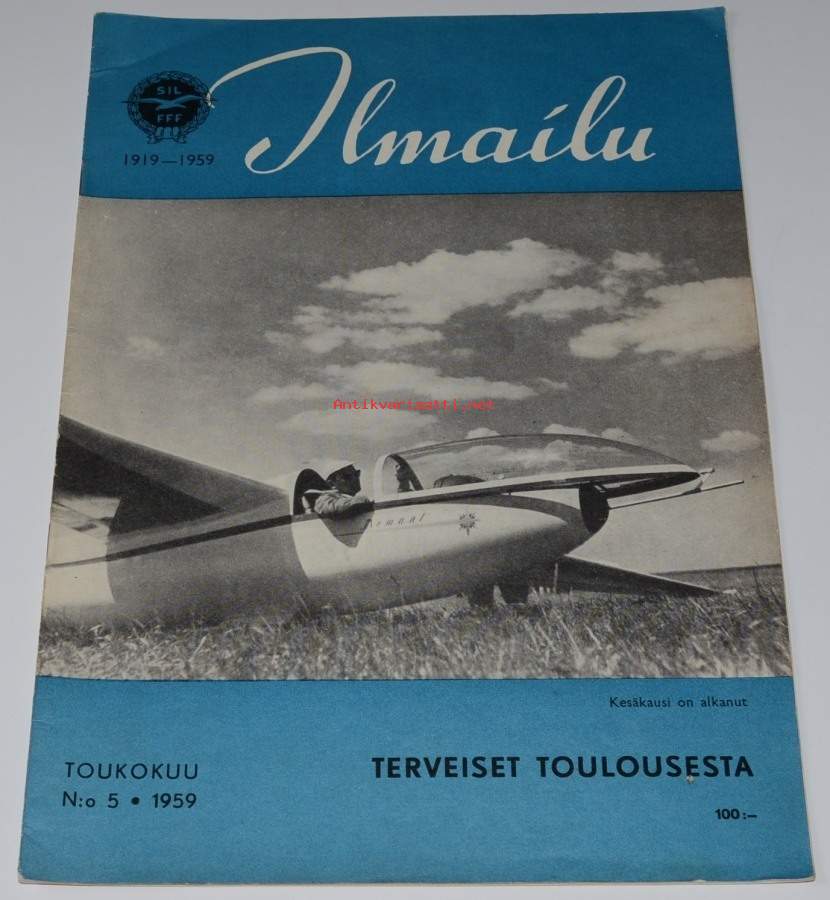 SIL
FFF
1919—1959
Ilmailu
Antikvariaatti.net
Kesäkausi on alkanut
TOUKOKUU
N:o 5 • 1959
TERVEISET TOULOUSESTA
100:—